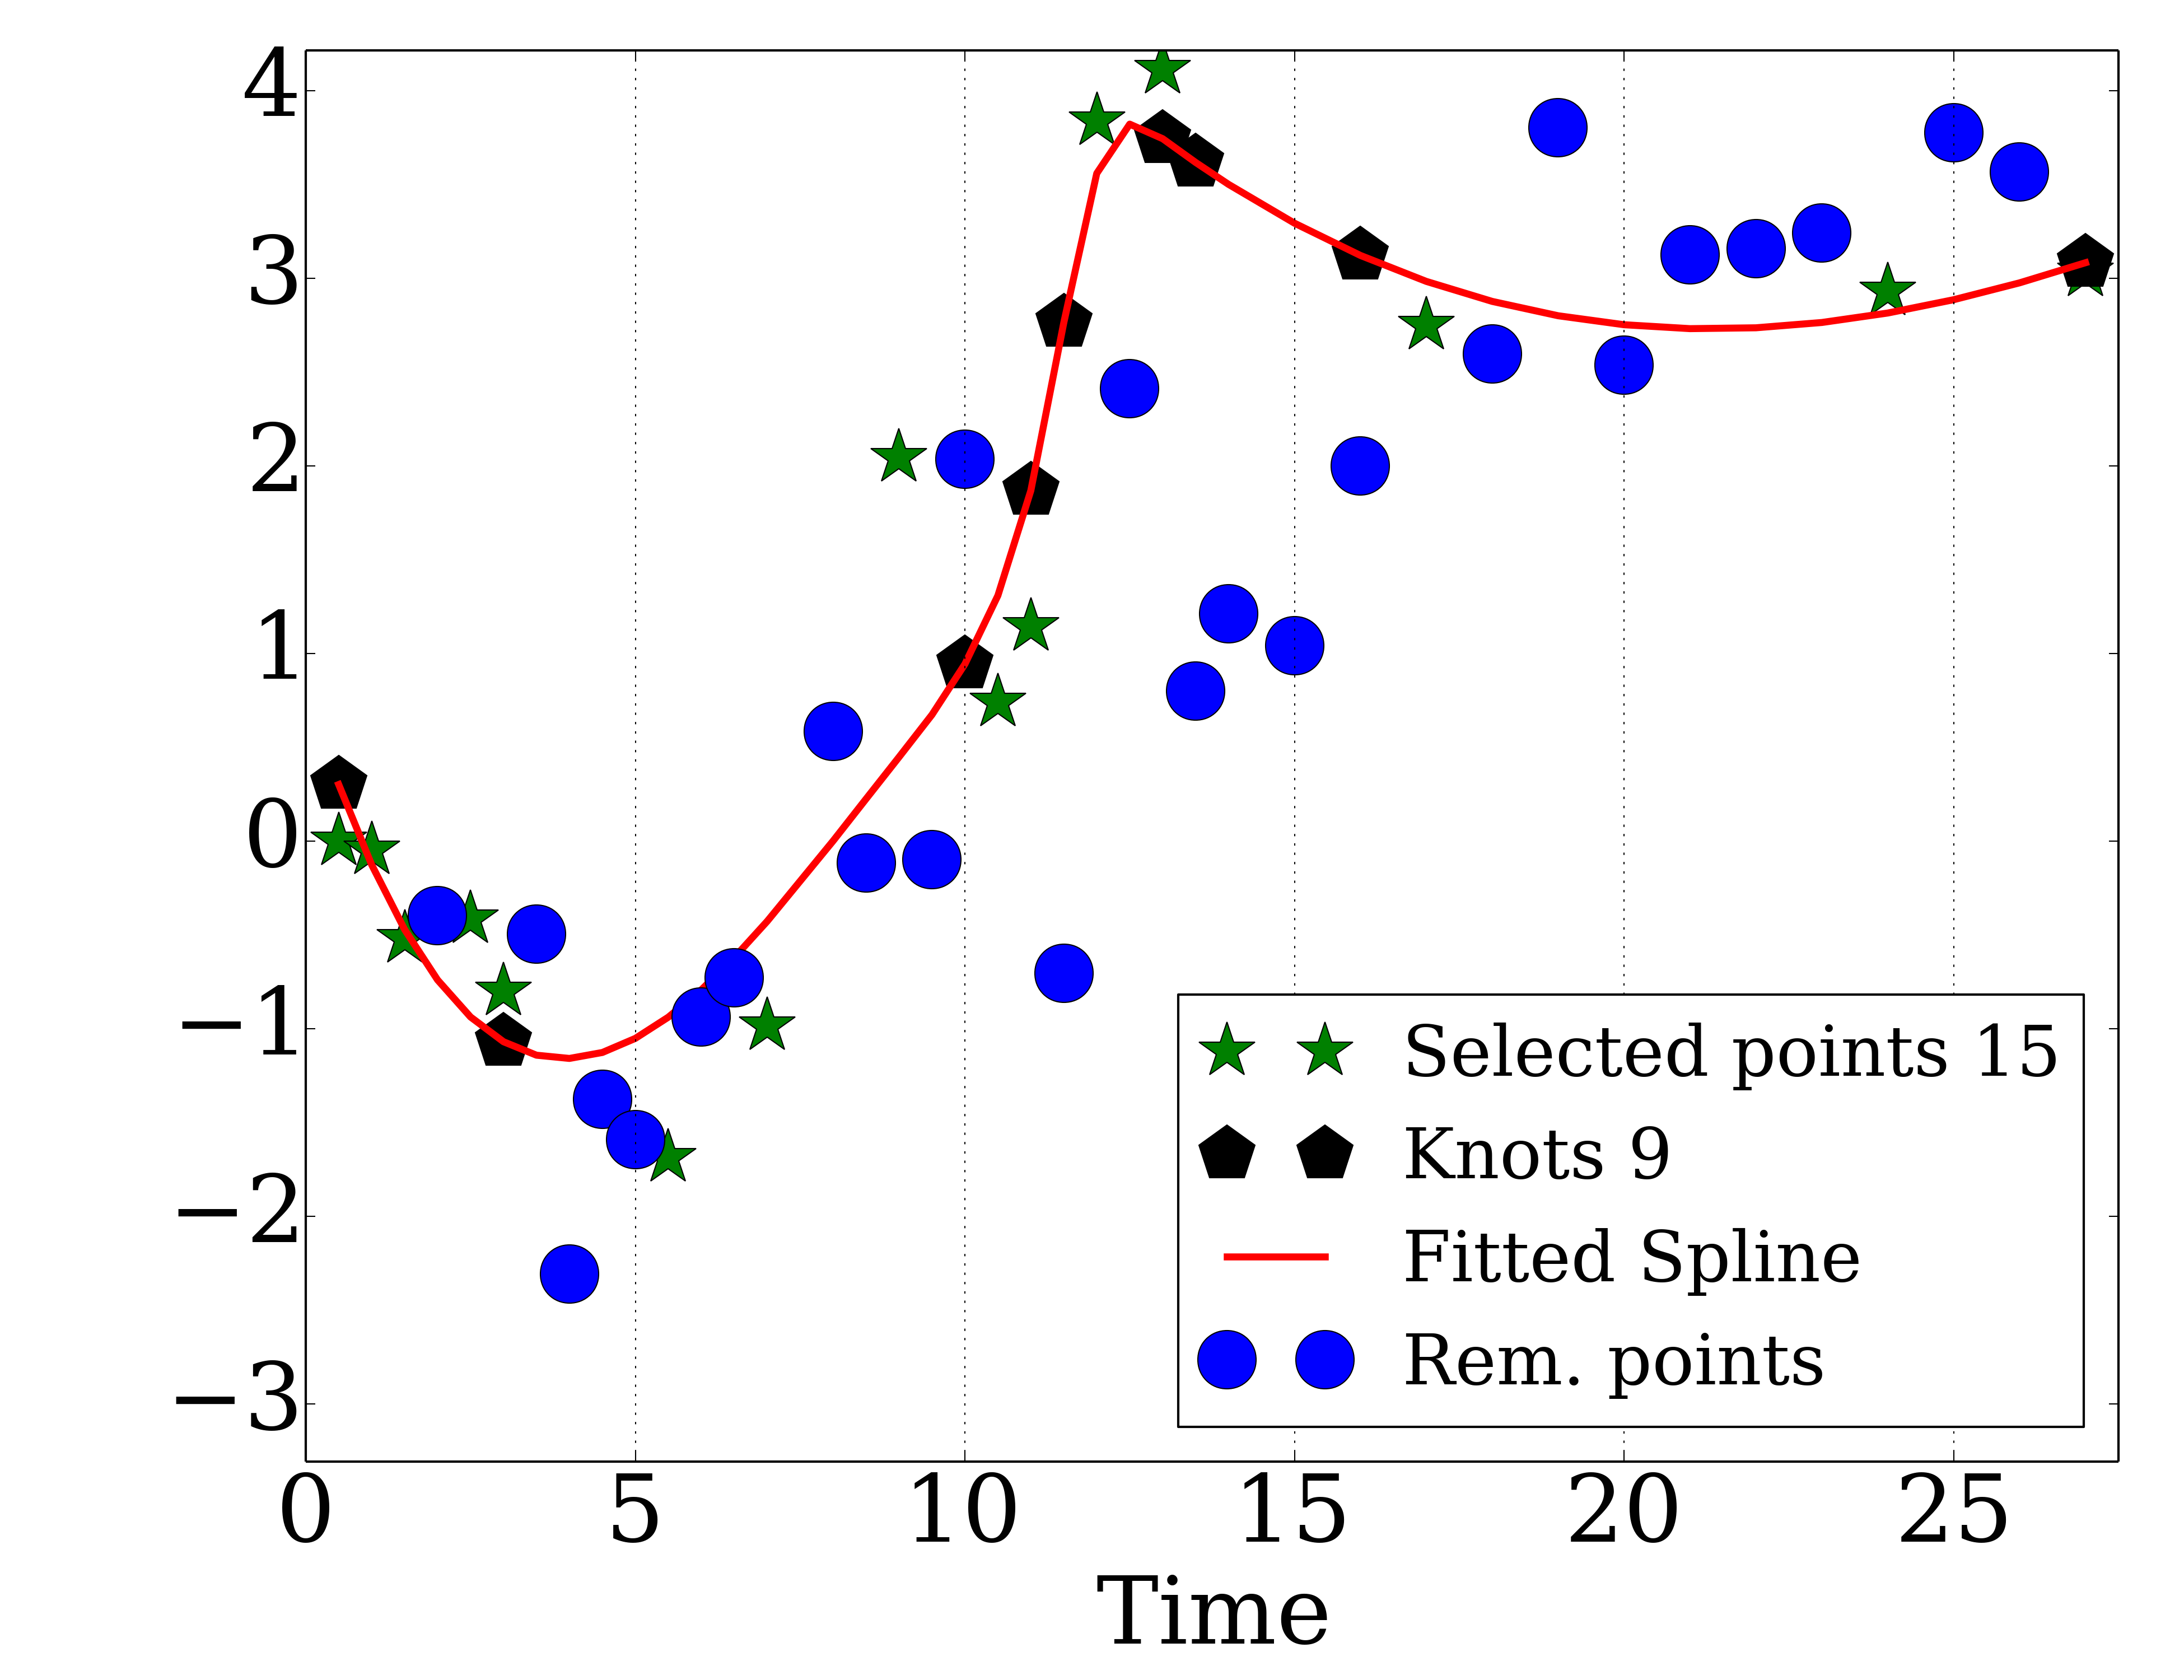 4
3
2
1
0
−1
−2
−3
0 5 10 15 20 25
Time
Selected points 15
Knots 9
Fitted Spline
Rem. points